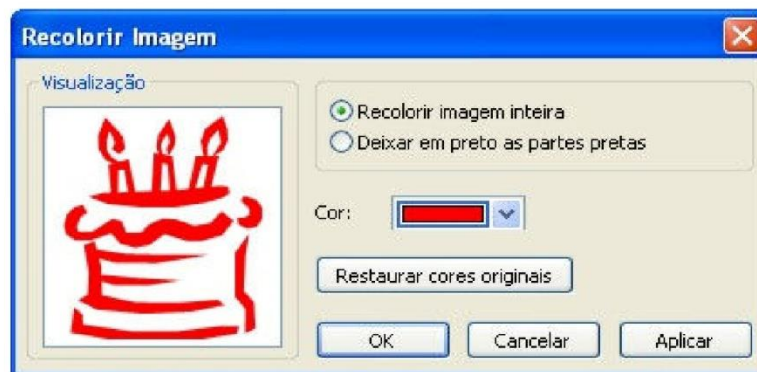 Recolorir Imagem
Visualização
Recolorir imagem inteira
Deixar em preto as partes pretas
Cor:
Restaurar cores originais
OK
Cancelar
Aplicar